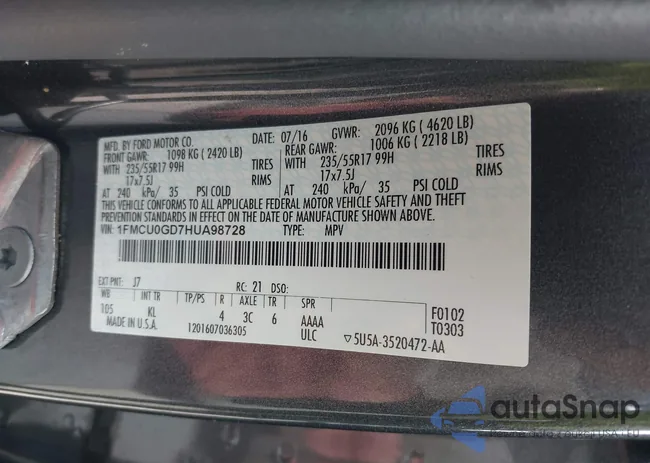 MFD. BY FORD MOTOR CO.
DATE: 07/16
GVWR: 2096 KG ( 4620 LB)
FRONT GAWR: 1098 KG ( 2420 LB)
REAR GAWR: 1006 KG ( 2218 LB)
WITH 235/55R17 99H TIRES
WITH 235/55R17 99H TIRES
17x7.5J RIMS
17x7.5J RIMS
AT 240 kPa/ 35 PSI COLD
AT 240 kPa/ 35 PSI COLD
THIS VEHICLE CONFORMS TO ALL APPLICABLE FEDERAL MOTOR VEHICLE SAFETY AND THEFT
PREVENTION STANDARDS IN EFFECT ON THE DATE OF MANUFACTURE SHOWN ABOVE.
VIN: 1FMCU0GD7HUA98728
TYPE: MPV
EXT PNT: J7
RC: 21 DSO:
WB INT TR TP/PS R AXLE TR SPR
105 KL 4 3C 6 AAAA
F0102
T0303
MADE IN U.S.A.
1201607036305
ULC
▽5U5A-3520472-AA
autoSnap